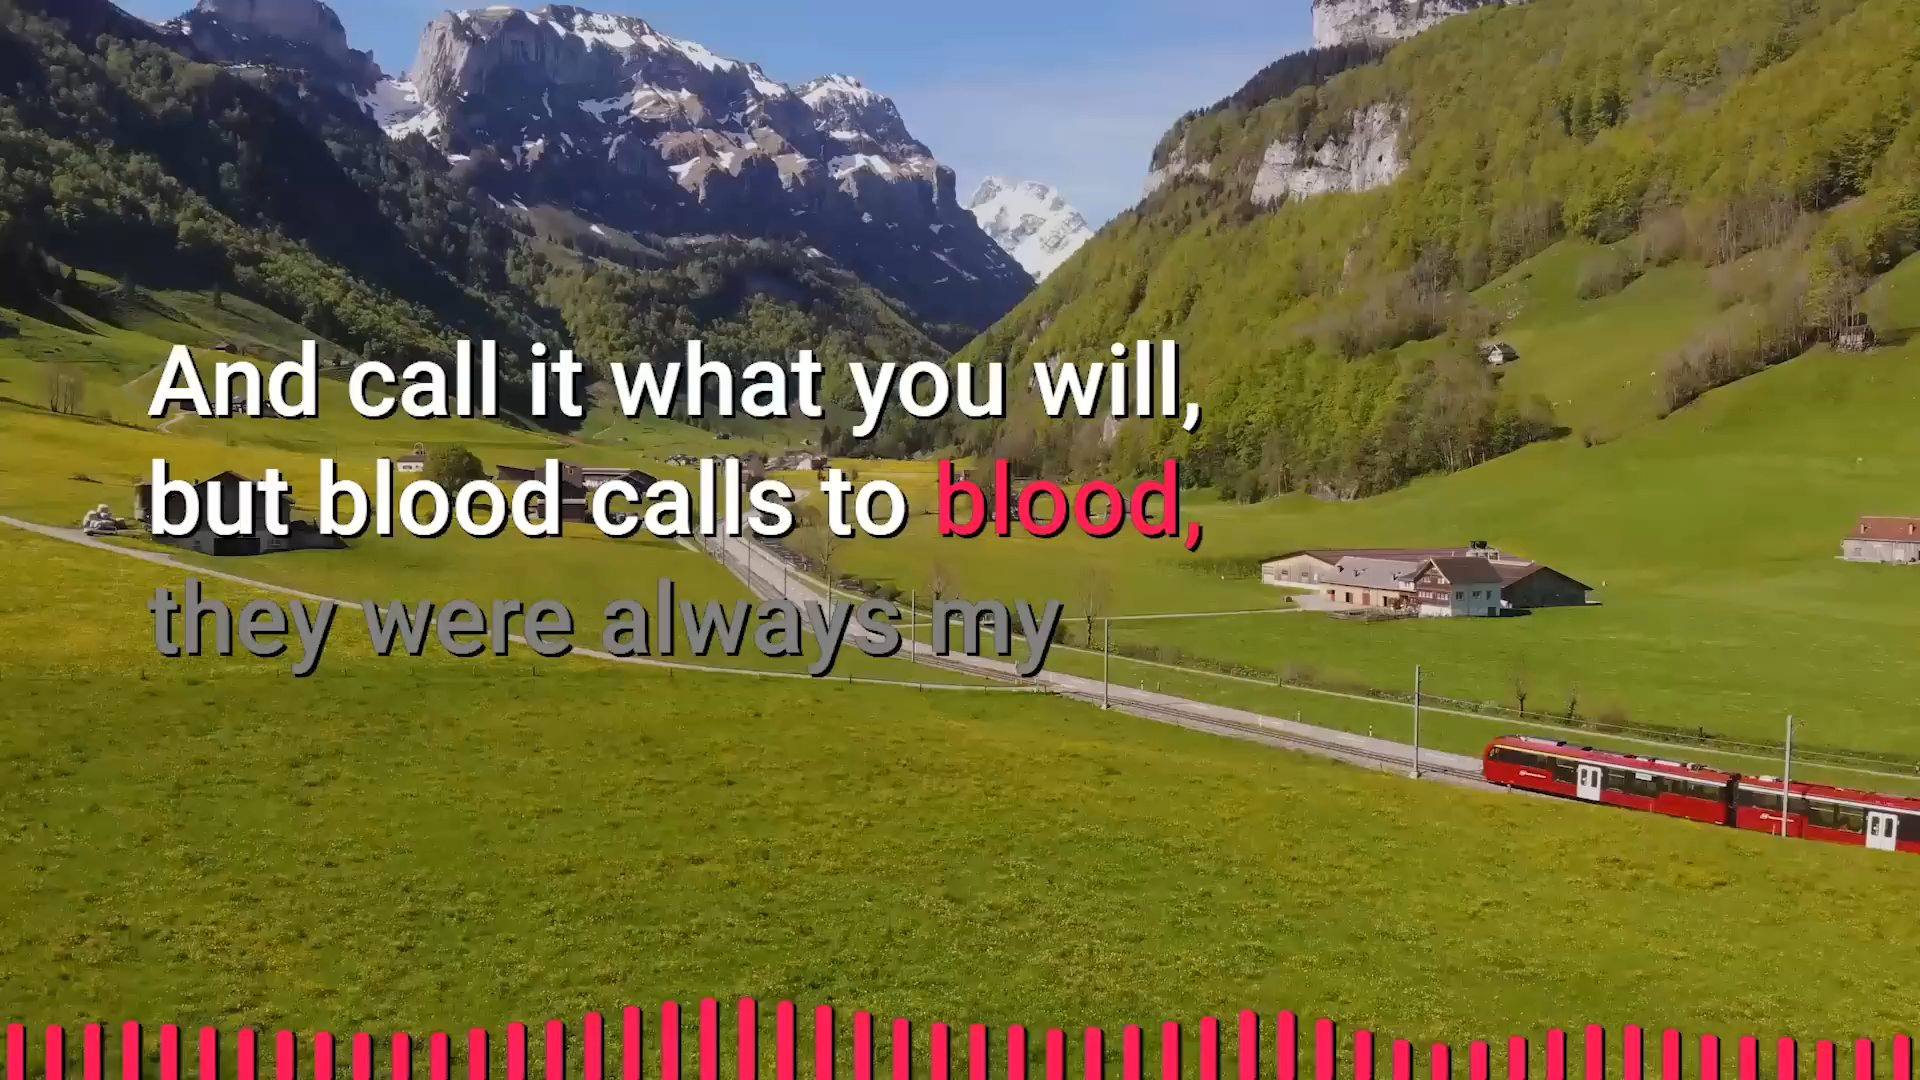 And call it what you will,
but blood calls to blood,
they were always my